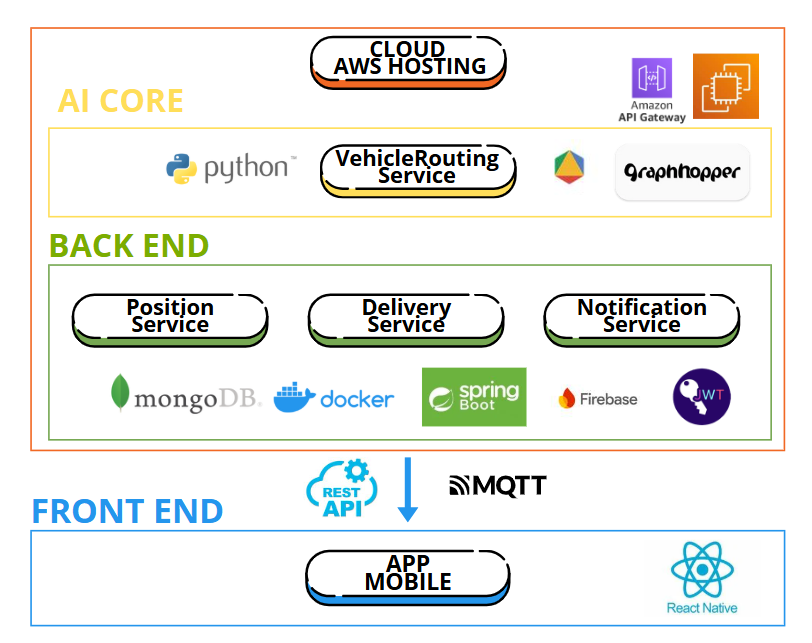 CLOUD
AWS HOSTING
Amazon
API Gateway
AI CORE
python™
VehicleRouting
Service
GraphHopper
BACK END
Position
Service
Delivery
Service
Notification
Service
mongoDB.
docker
spring
Boot
Firebase
JWT
REST
API
MQTT
FRONT END
APP
MOBILE
React Native